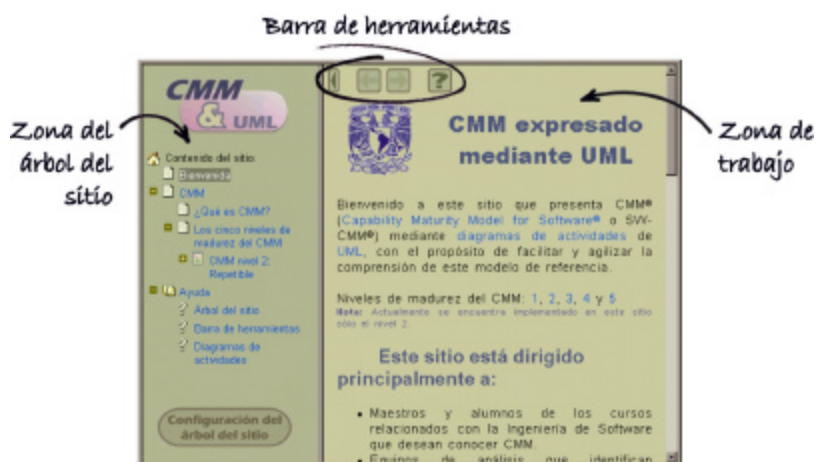 Barra de herramientas
Zona del
árbol del
sitio
Zona de
trabajo
CMM
& UML
Contenido del sitio:
Bienvenida
CMM
¿Qué es CMM?
Los cinco niveles de
madurez del CMM
CMM nivel 2:
Repetible
Ayuda
Árbol del sitio
Barra de herramientas
Diagramas de
actividades
Configuración del
árbol del sitio
?
CMM expresado
mediante UML
Bienvenido a este sitio que presenta CMM®
(Capability Maturity Model for Software® o SW-
CMM®) mediante diagramas de actividades de
UML, con el propósito de facilitar y agilizar la
comprensión de este modelo de referencia.
Niveles de madurez del CMM: 1, 2, 3, 4 y 5
Nota: Actualmente se encuentra implementado en este sitio
sólo el nivel 2.
Este sitio está dirigido
principalmente a:
• Maestros y alumnos de los cursos
relacionados con la Ingeniería de Software
que desean conocer CMM.
• Equipos de análisis que identifican